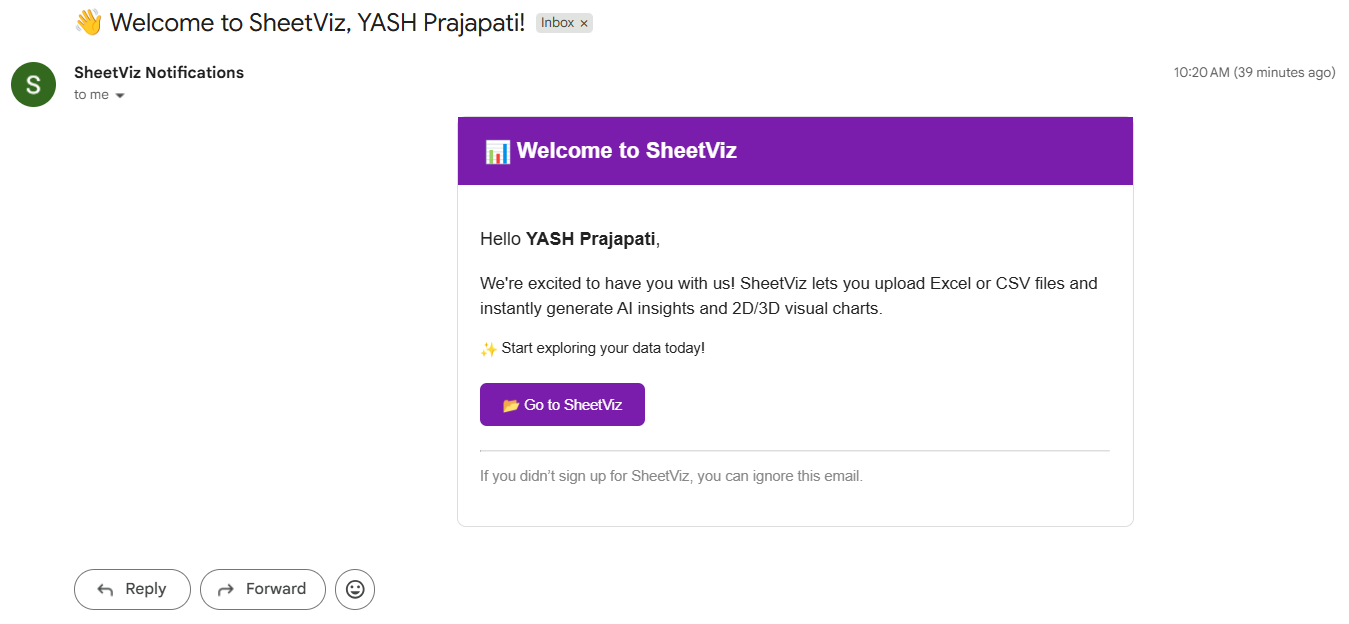 👋 Welcome to SheetViz, YASH Prajapati! Inbox ×
S
SheetViz Notifications
10:20 AM (39 minutes ago)
to me
📊 Welcome to SheetViz
Hello YASH Prajapati,
We're excited to have you with us! SheetViz lets you upload Excel or CSV files and
instantly generate AI insights and 2D/3D visual charts.
✨ Start exploring your data today!
📂 Go to SheetViz
If you didn’t sign up for SheetViz, you can ignore this email.
Reply
Forward